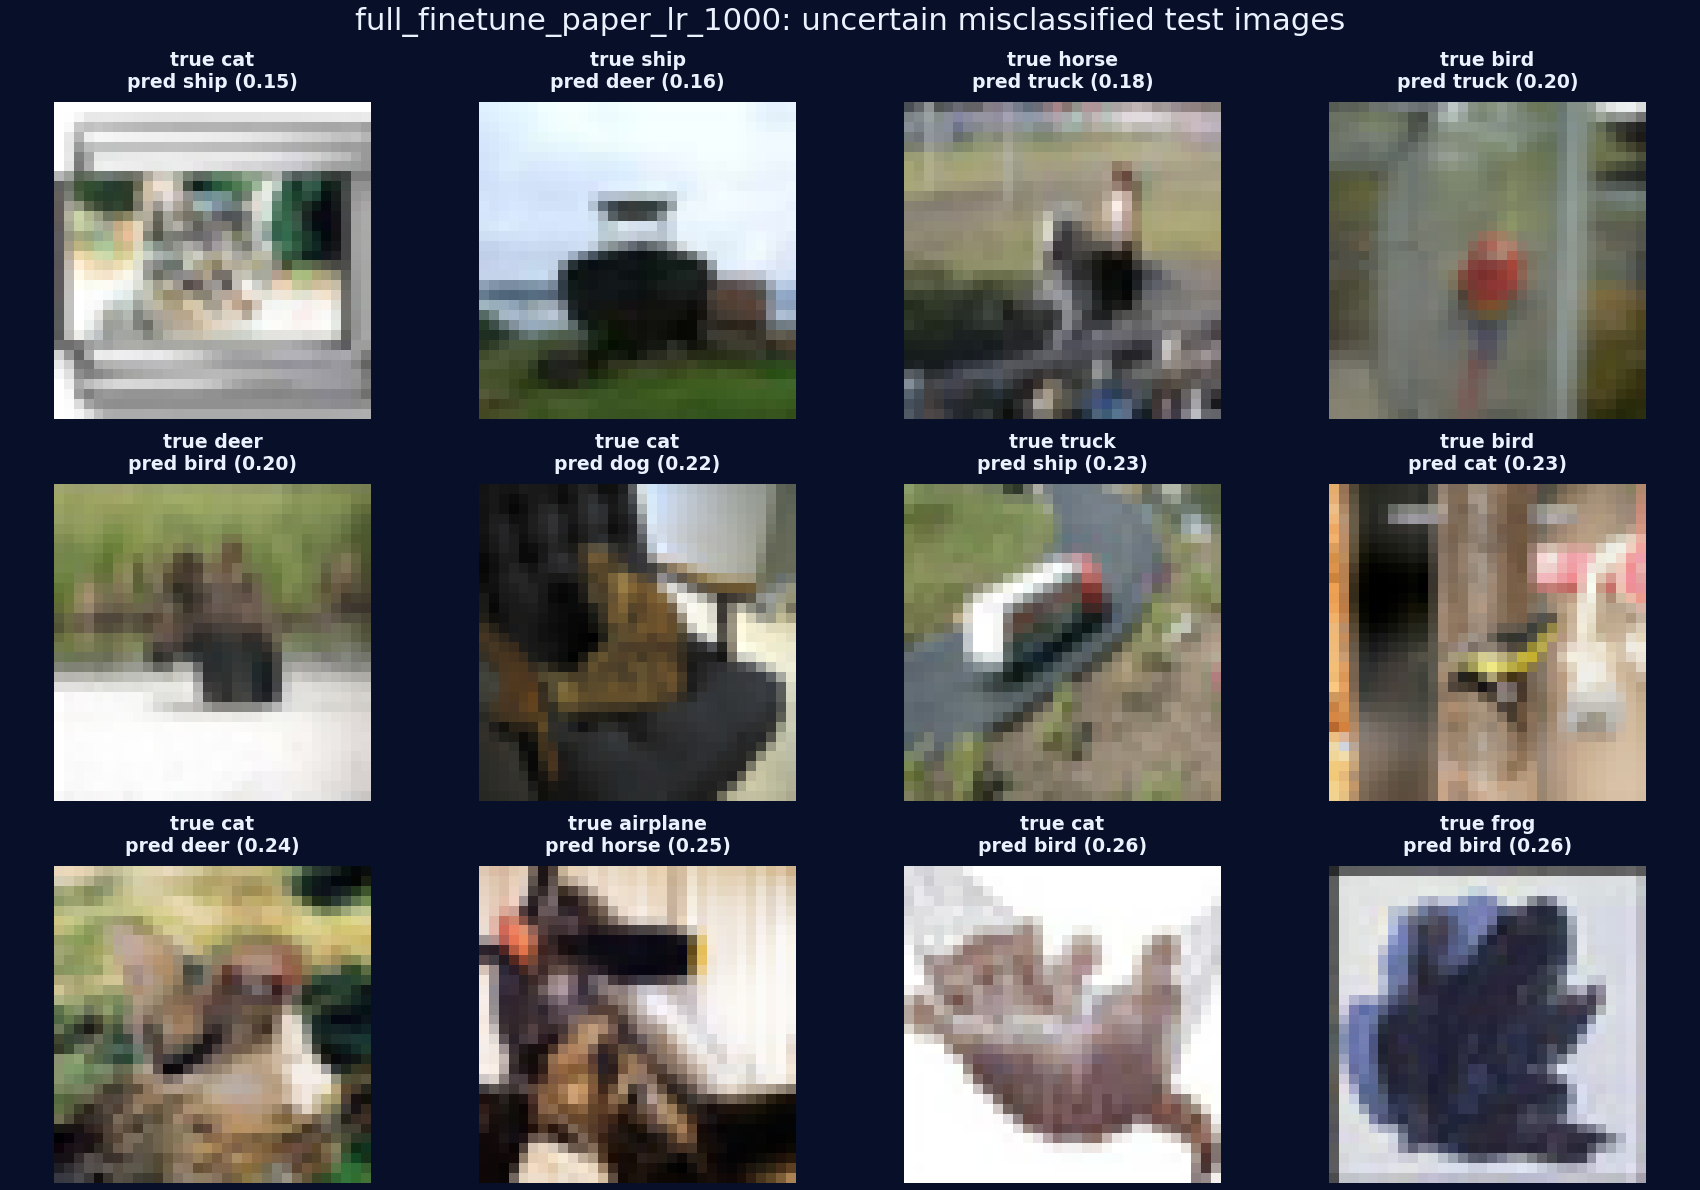 full_finetune_paper_lr_1000: uncertain misclassified test images
true cat
pred ship (0.15)
true ship
pred deer (0.16)
true horse
pred truck (0.18)
true bird
pred truck (0.20)
true deer
pred bird (0.20)
true cat
pred dog (0.22)
true truck
pred ship (0.23)
true bird
pred cat (0.23)
true cat
pred deer (0.24)
true airplane
pred horse (0.25)
true cat
pred bird (0.26)
true frog
pred bird (0.26)